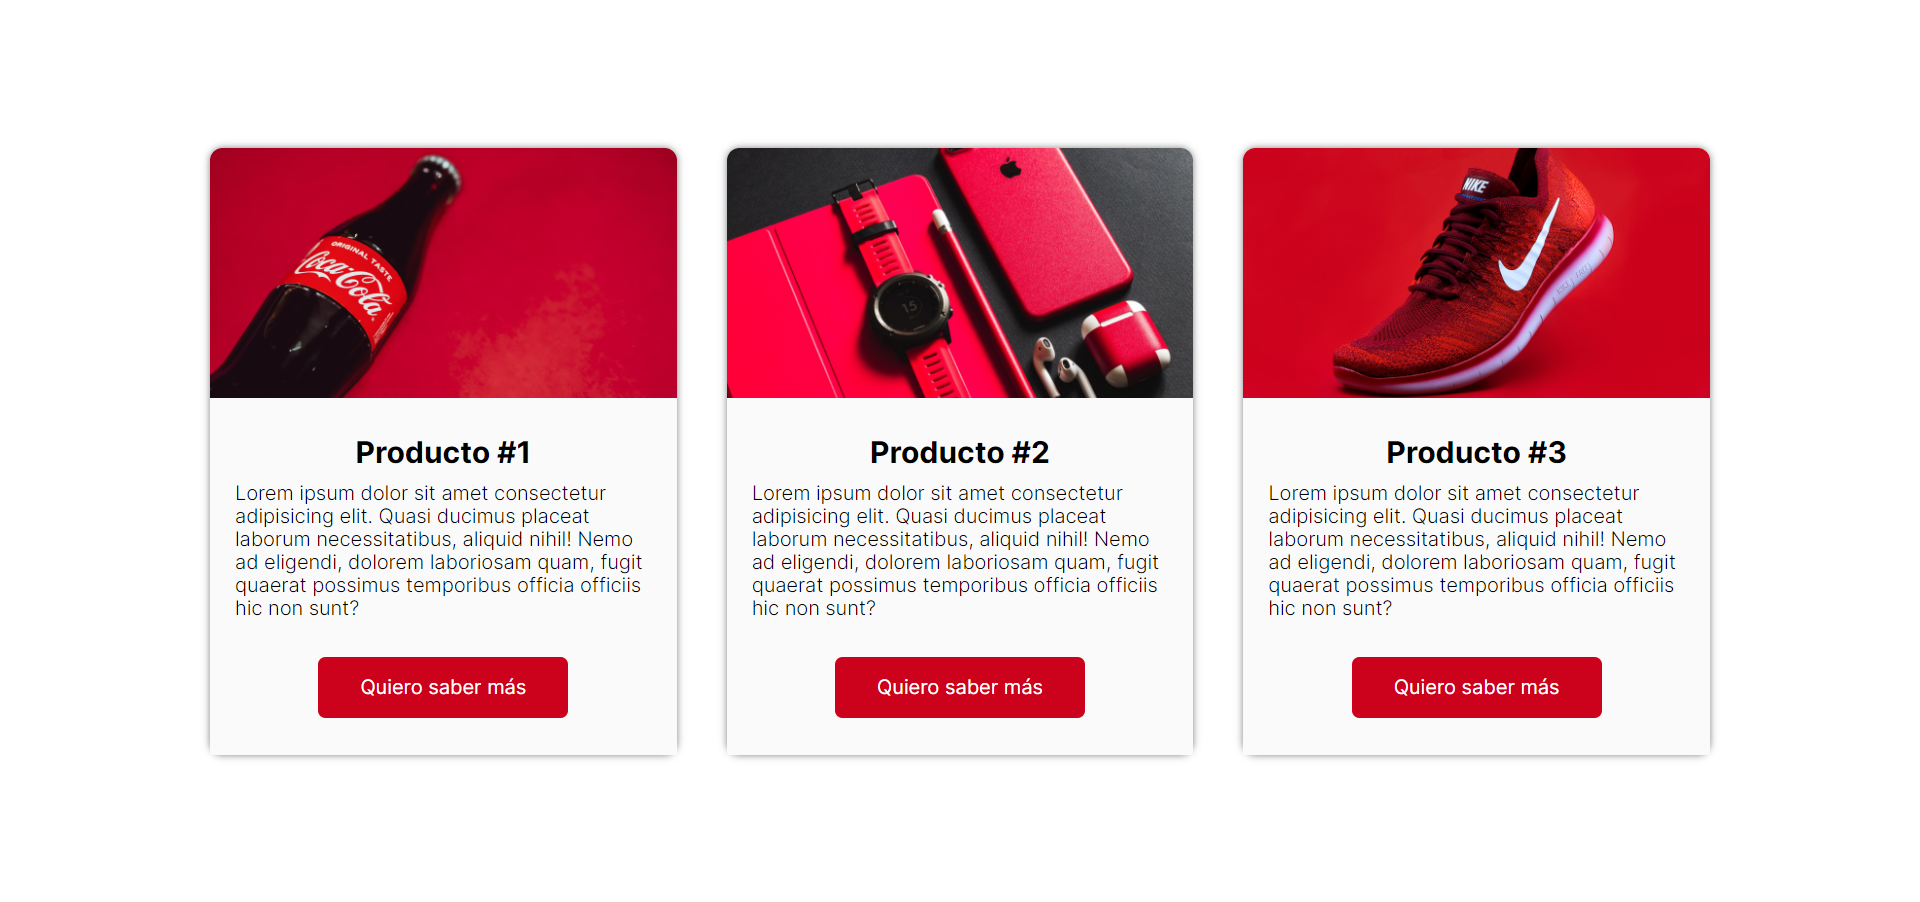 ORIGINAL TASTE
Coca-Cola
15
NIKE
Producto #1
Lorem ipsum dolor sit amet consectetur
adipisicing elit. Quasi ducimus placeat
laborum necessitatibus, aliquid nihil! Nemo
ad eligendi, dolorem laboriosam quam, fugit
quaerat possimus temporibus officia officiis
hic non sunt?
Quiero saber más
Producto #2
Lorem ipsum dolor sit amet consectetur
adipisicing elit. Quasi ducimus placeat
laborum necessitatibus, aliquid nihil! Nemo
ad eligendi, dolorem laboriosam quam, fugit
quaerat possimus temporibus officia officiis
hic non sunt?
Quiero saber más
Producto #3
Lorem ipsum dolor sit amet consectetur
adipisicing elit. Quasi ducimus placeat
laborum necessitatibus, aliquid nihil! Nemo
ad eligendi, dolorem laboriosam quam, fugit
quaerat possimus temporibus officia officiis
hic non sunt?
Quiero saber más